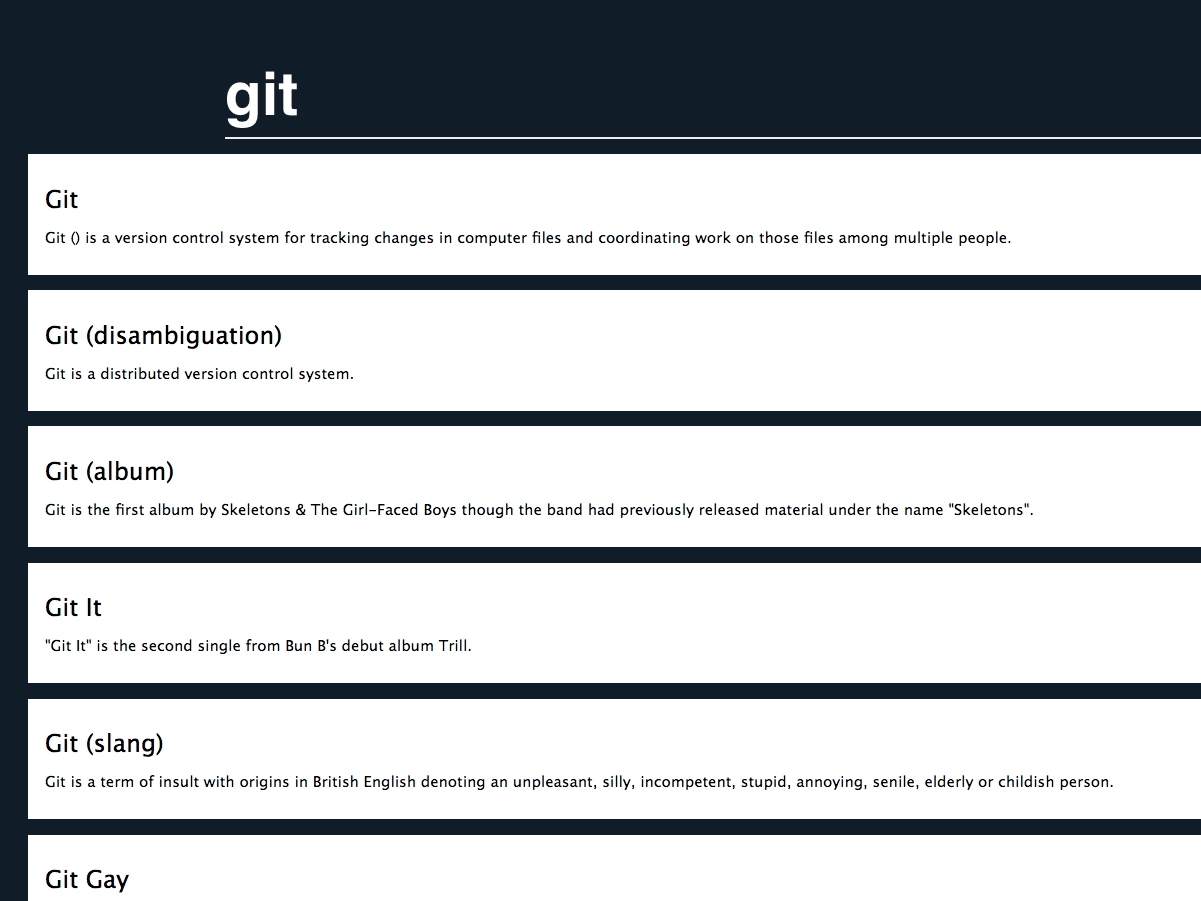 git
Git
Git () is a version control system for tracking changes in computer files and coordinating work on those files among multiple people.
Git (disambiguation)
Git is a distributed version control system.
Git (album)
Git is the first album by Skeletons & The Girl-Faced Boys though the band had previously released material under the name "Skeletons".
Git It
"Git It" is the second single from Bun B's debut album Trill.
Git (slang)
Git is a term of insult with origins in British English denoting an unpleasant, silly, incompetent, stupid, annoying, senile, elderly or childish person.
Git Gay